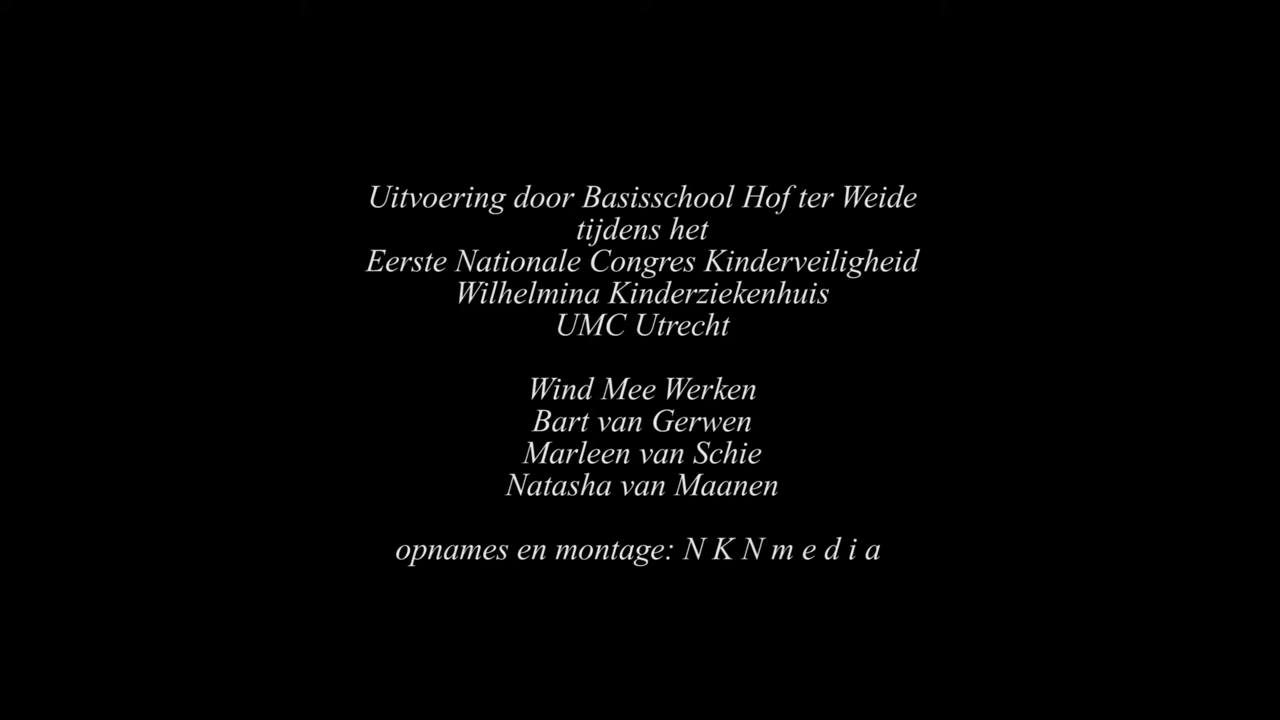 Uitvoering door Basisschool Hof ter Weide
tijdens het
Eerste Nationale Congres Kinderveiligheid
Wilhelmina Kinderziekenhuis
UMC Utrecht
Wind Mee Werken
Bart van Gerwen
Marleen van Schie
Natasha van Maanen
opnames en montage: N K N m e d i a